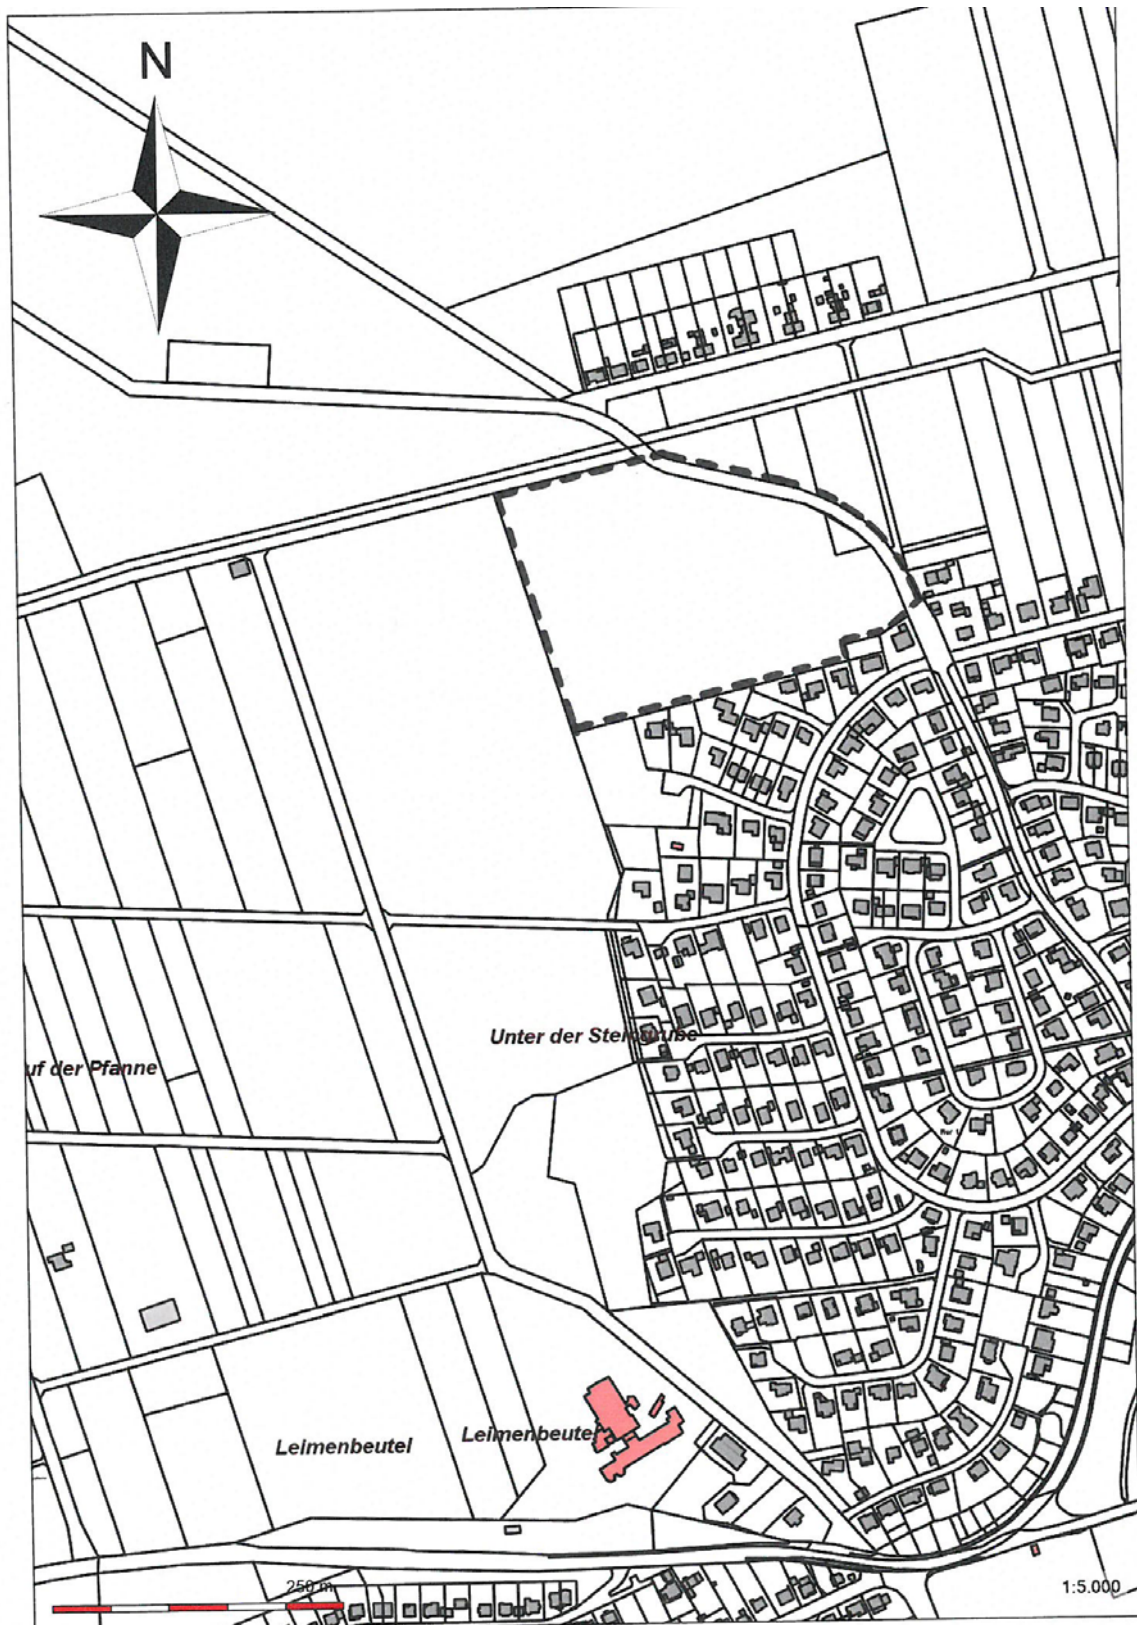 N
Unter der Steingrube
uf der Pfanne
Leimenbeutel
Leimenbeutel
250 m
1:5.000